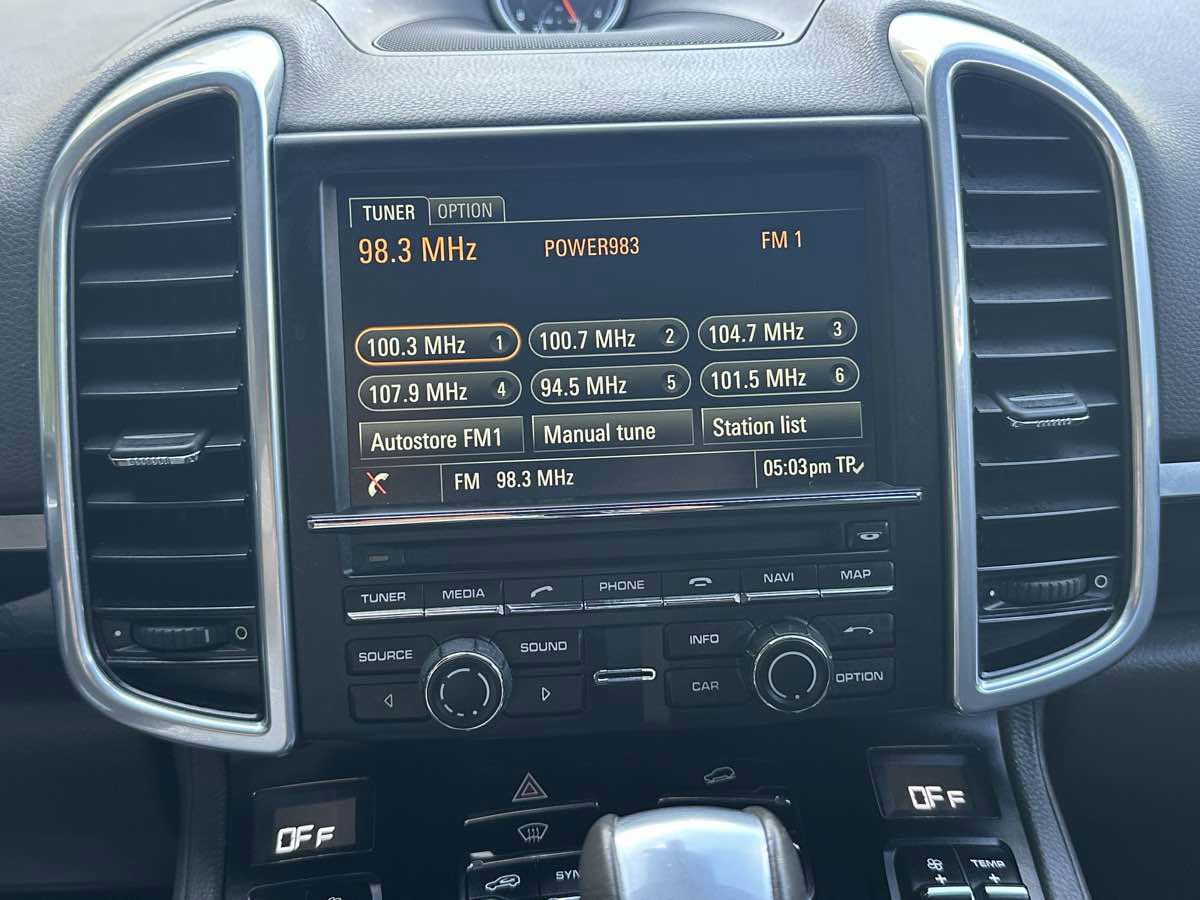 TUNER OPTION
98.3 MHz POWER983 FM 1
100.3 MHz 1 100.7 MHz 2 104.7 MHz 3
107.9 MHz 4 94.5 MHz 5 101.5 MHz 6
Autostore FM1 Manual tune Station list
FM 98.3 MHz 05:03pm TP✓
TUNER MEDIA PHONE NAVI MAP
SOURCE SOUND INFO
CAR OPTION
OFF OFF
SYN TEMP
+ +